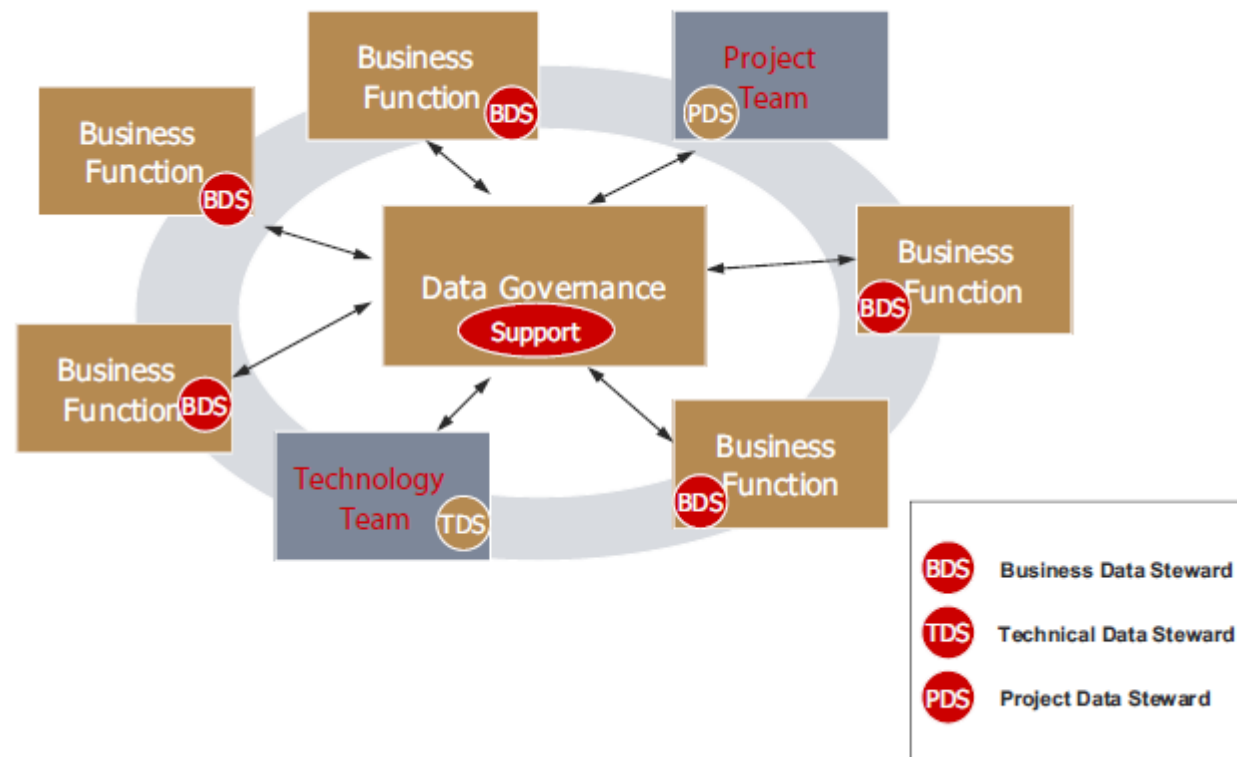 Business
Function
BDS
Project
Team
PDS
Business
Function
BDS
Business
Function
BDS
Data Governance
Support
Business
Function
BDS
Business
Function
BDS
Technology
Team
TDS
BDS Business Data Steward
TDS Technical Data Steward
PDS Project Data Steward